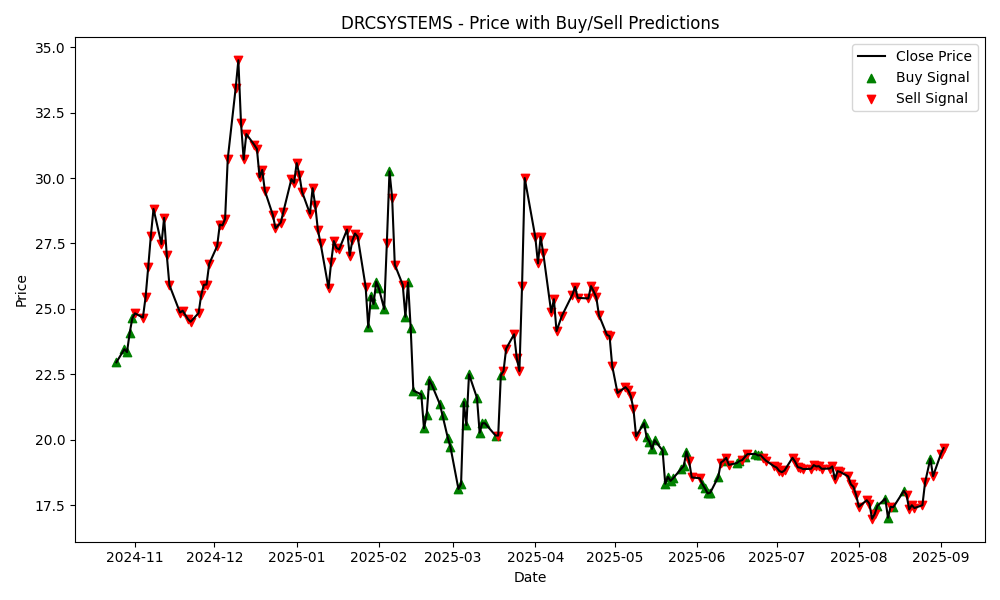 DRCSYSTEMS - Price with Buy/Sell Predictions
Close Price
Buy Signal
Sell Signal
35.0
32.5
30.0
27.5
25.0
22.5
20.0
17.5
Price
2024-11 2024-12 2025-01 2025-02 2025-03 2025-04 2025-05 2025-06 2025-07 2025-08 2025-09
Date